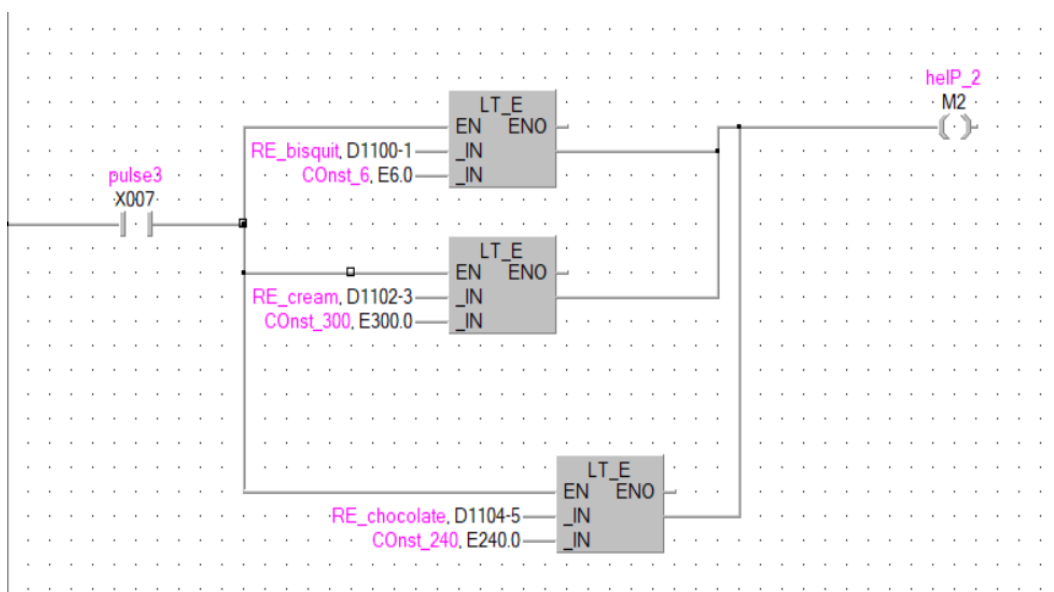 helP_2
M2
LT_E
EN ENO
RE_bisquit, D1100-1 _IN
COnst_6, E6.0 _IN
pulse3
X007
LT_E
EN ENO
RE_cream, D1102-3 _IN
COnst_300, E300.0 _IN
LT_E
EN ENO
RE_chocolate, D1104-5 _IN
COnst_240, E240.0 _IN